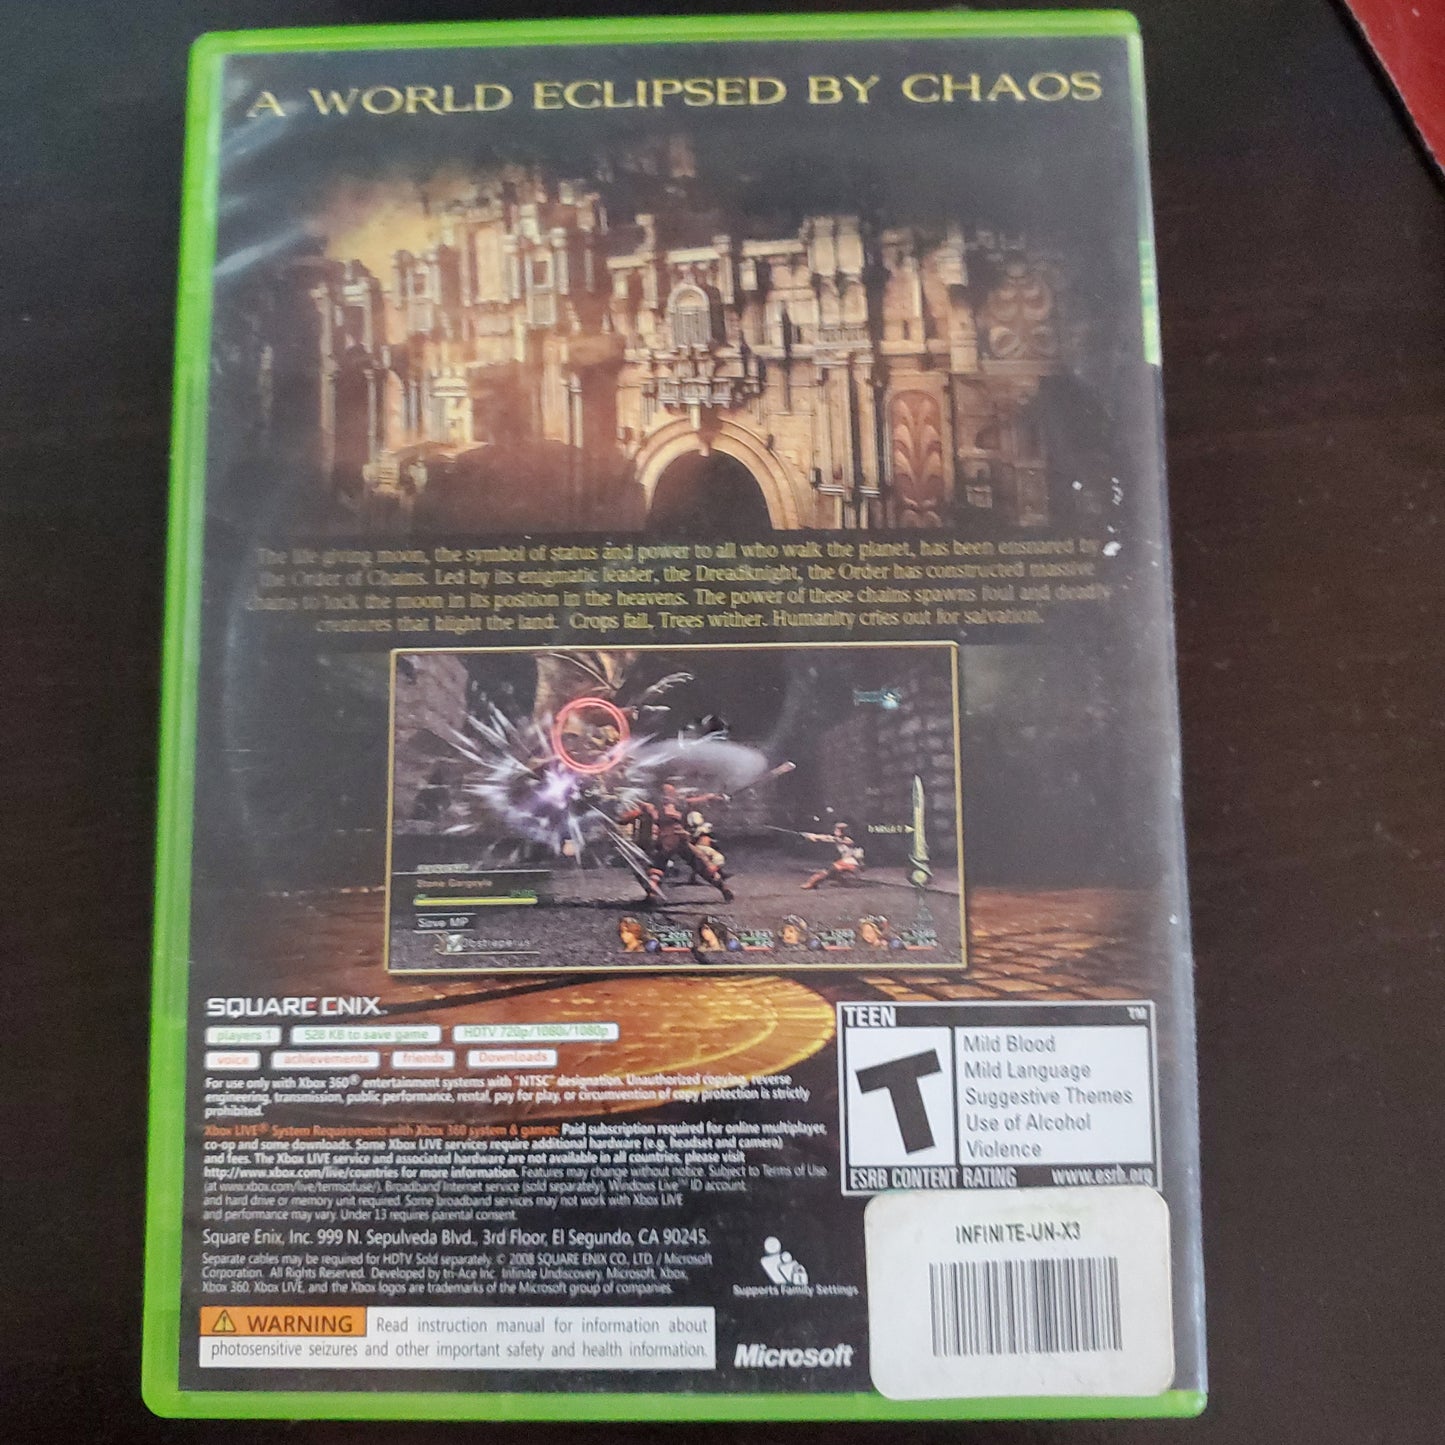 A WORLD ECLIPSED BY CHAOS
The life-giving moon, the symbol of status and power to all who walk the planet, has been ensnared by
the Order of Chains. Led by its enigmatic leader, the Dreadknight, the Order has constructed massive
chains to lock the moon in its position in the heavens. The power of these chains spawns foul and deadly
creatures that blight the land. Crops fail. Trees wither. Humanity cries out for salvation.
Stone Gargoyle
Save MP
SQUARE ENIX
players 1 528 KB to save game HDTV 720p/1080i/1080p
voice achievements friends Downloads
For use only with Xbox 360® entertainment systems with "NTSC" designation. Unauthorized copying, reverse
engineering, transmission, public performance, rental, pay for play, or circumvention of copy protection is strictly
prohibited.
Xbox LIVE® System Requirements with Xbox 360 system & games: Paid subscription required for online multiplayer,
co-op and some downloads. Some Xbox LIVE services require additional hardware (e.g. headset and camera)
and fees. The Xbox LIVE service and associated hardware are not available in all countries, please visit
http://www.xbox.com/live/countries for more information. Features may change without notice. Subject to Terms of Use
(at www.xbox.com/live/termsofuse/). Broadband Internet service (sold separately), Windows Live™ ID account,
and hard drive or memory unit required. Some broadband services may not work with Xbox LIVE
and performance may vary. Under 13 requires parental consent.
Square Enix, Inc. 999 N. Sepulveda Blvd., 3rd Floor, El Segundo, CA 90245.
Separate cables may be required for HDTV. Sold separately. © 2008 SQUARE ENIX CO., LTD. / Microsoft
Corporation. All Rights Reserved. Developed by tri-Ace Inc. Infinite Undiscovery, Microsoft, Xbox,
Xbox 360, Xbox LIVE, and the Xbox logos are trademarks of the Microsoft group of companies.
WARNING Read instruction manual for information about
photosensitive seizures and other important safety and health information.
Supports Family Settings
Microsoft
TEEN TM
T
Mild Blood
Mild Language
Suggestive Themes
Use of Alcohol
Violence
ESRB CONTENT RATING www.esrb.org
INFINITE-UN-X3